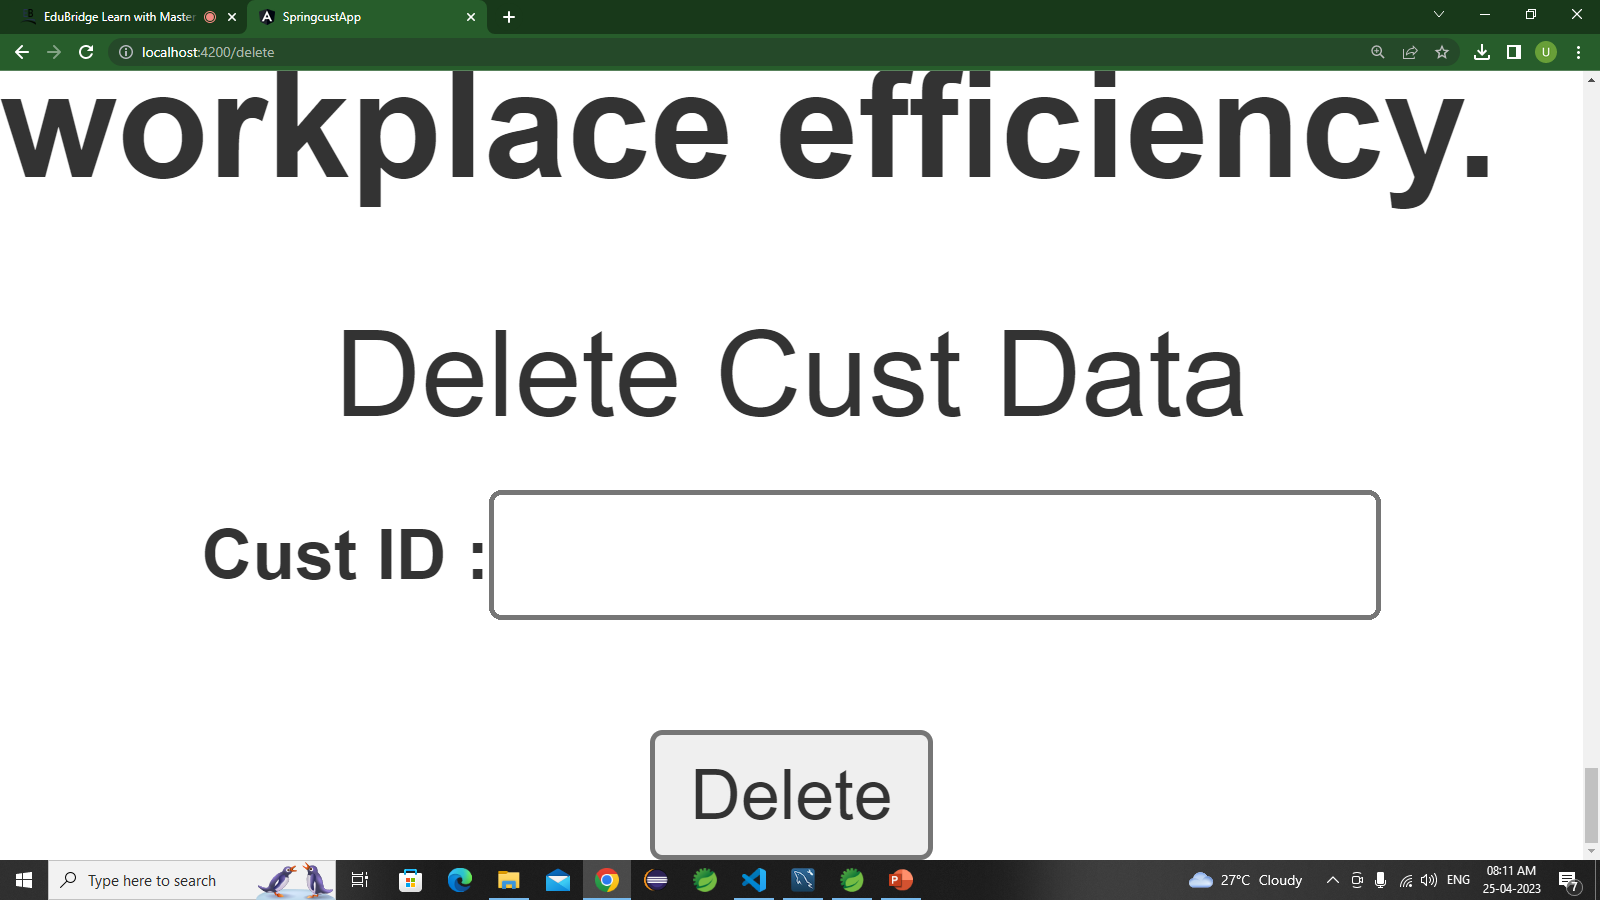 EduBridge Learn with Master
SpringcustApp
localhost:4200/delete
U
workplace efficiency.
Delete Cust Data
Cust ID :
Delete
Type here to search
27°C Cloudy
ENG
08:11 AM
25-04-2023
7